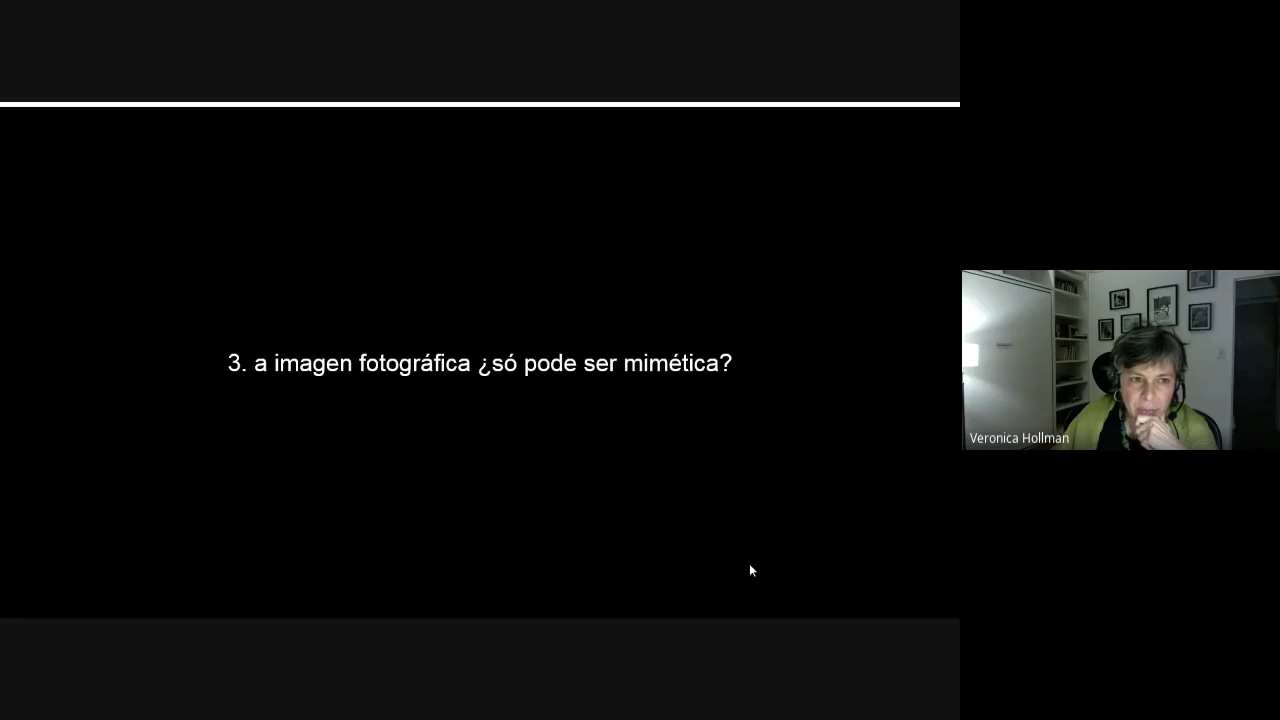 3. a imagen fotográfica ¿só pode ser mimética?
Veronica Hollman